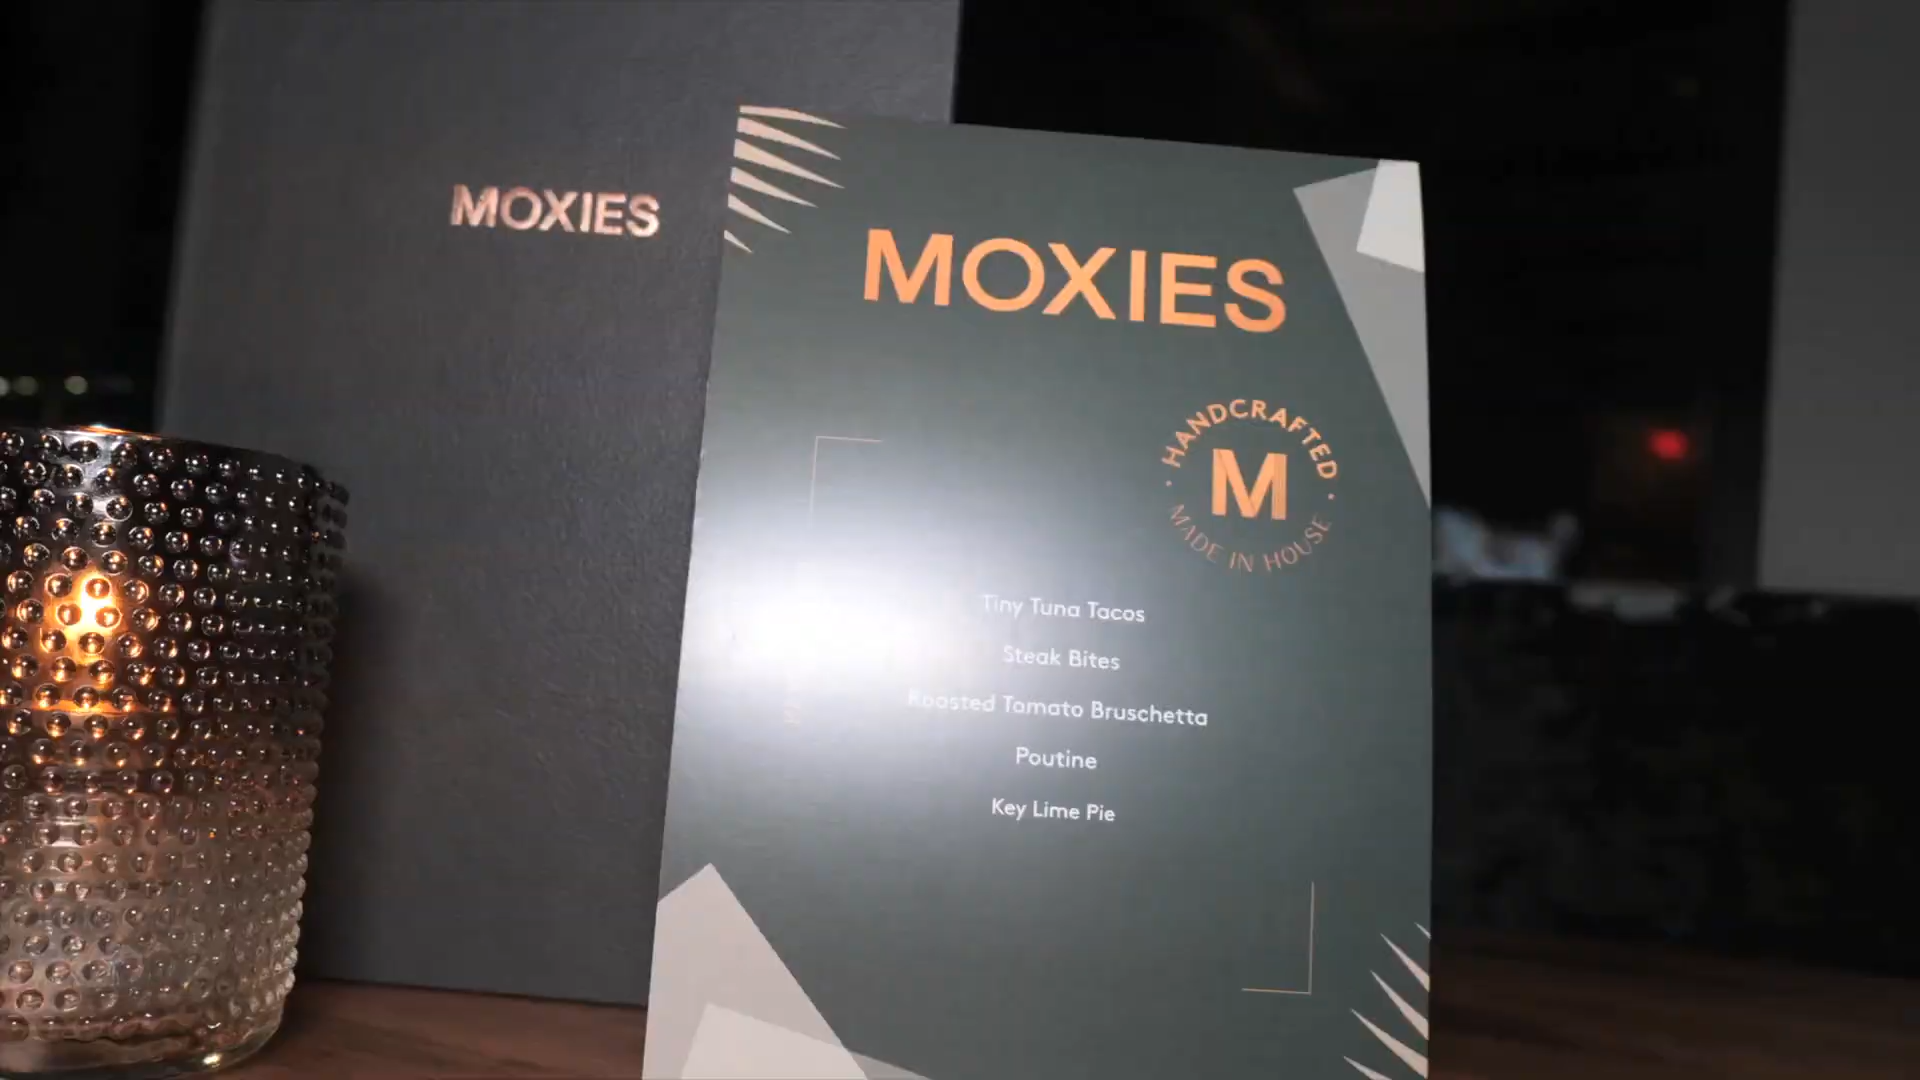 MOXIES
MOXIES
HANDCRAFTED
M
MADE IN HOUSE
Tiny Tuna Tacos
Steak Bites
Roasted Tomato Bruschetta
Poutine
Key Lime Pie